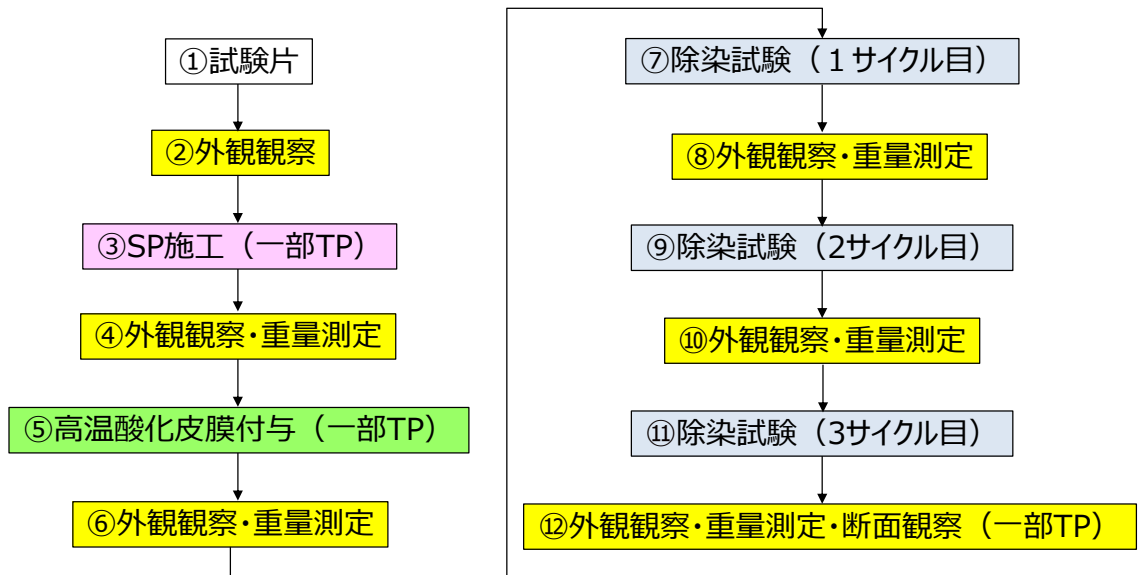 ①試験片
②外観観察
③SP施工（一部TP）
④外観観察・重量測定
⑤高温酸化皮膜付与（一部TP）
⑥外観観察・重量測定
⑦除染試験（１サイクル目）
⑧外観観察・重量測定
⑨除染試験（2サイクル目）
⑩外観観察・重量測定
⑪除染試験（3サイクル目）
⑫外観観察・重量測定・断面観察（一部TP）